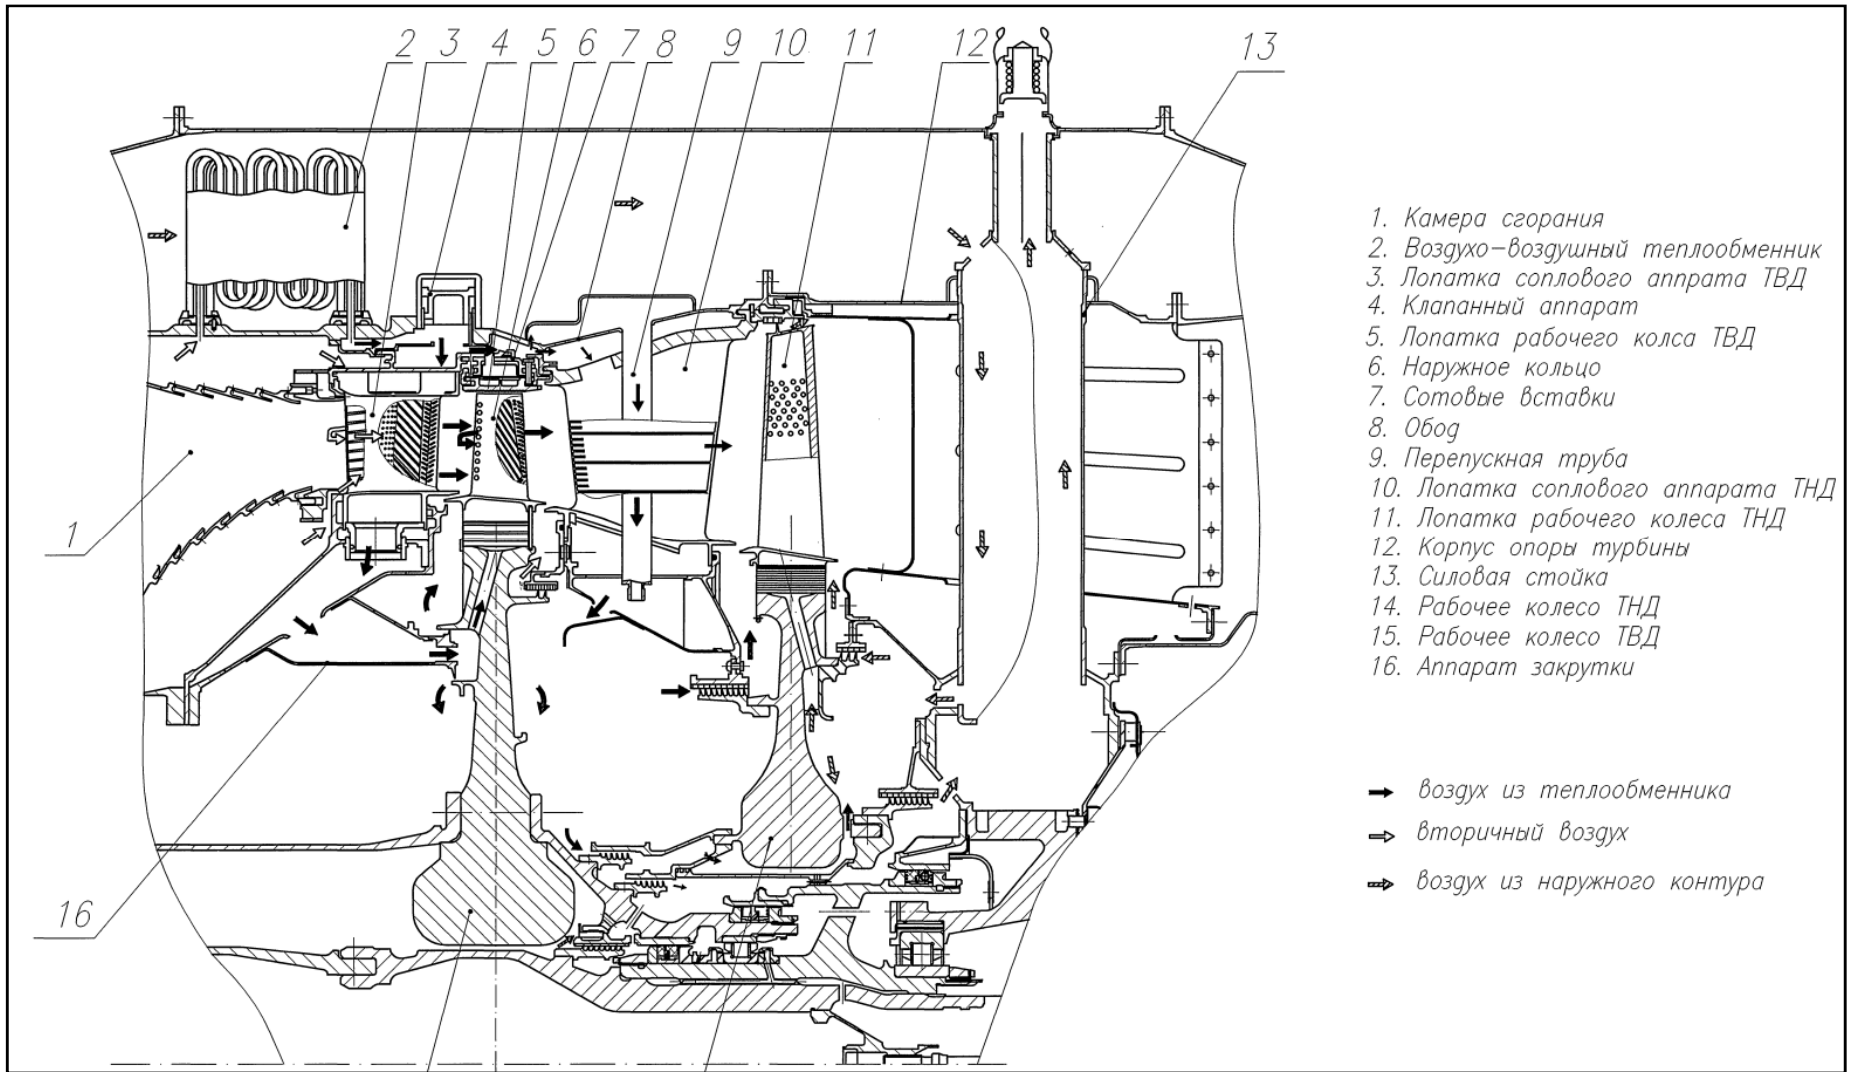 2 3 4 5 6 7 8 9 10 11 12 13
1
16
1. Камера сгорания
2. Воздухо-воздушный теплообменник
3. Лопатка соплового аппрата ТВД
4. Клапанный аппарат
5. Лопатка рабочего колса ТВД
6. Наружное кольцо
7. Сотовые вставки
8. Обод
9. Перепускная труба
10. Лопатка соплового аппарата ТНД
11. Лопатка рабочего колеса ТНД
12. Корпус опоры турбины
13. Силовая стойка
14. Рабочее колесо ТНД
15. Рабочее колесо ТВД
16. Аппарат закрутки
воздух из теплообменника
вторичный воздух
воздух из наружного контура